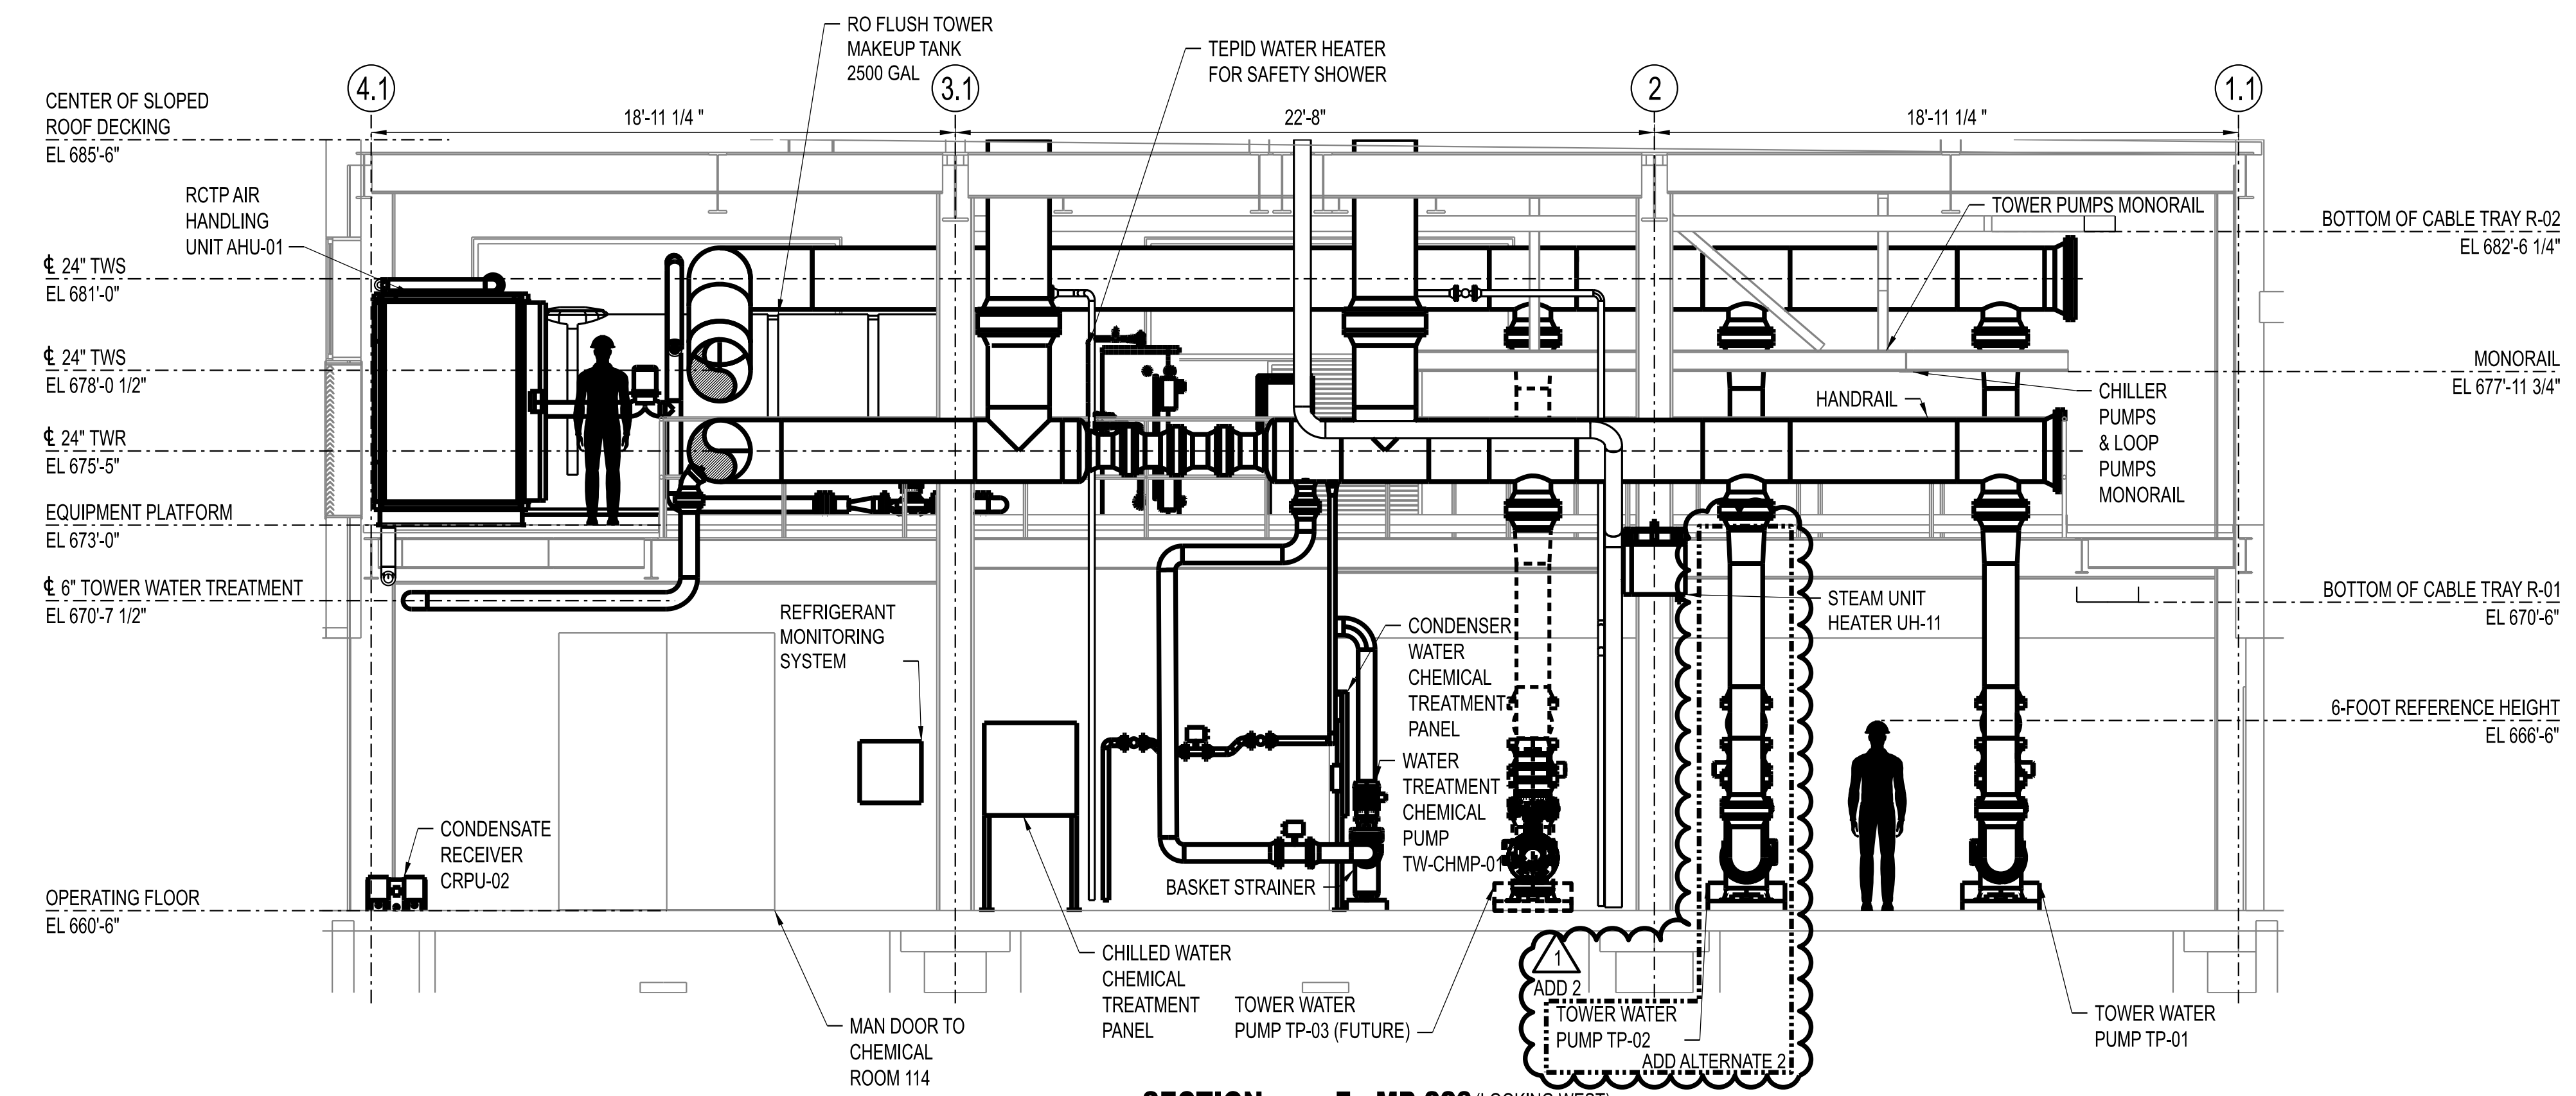 RO FLUSH TOWER
MAKEUP TANK
2500 GAL
TEPID WATER HEATER
FOR SAFETY SHOWER
4.1
3.1
2
1.1
18'-11 1/4 "
22'-8"
18'-11 1/4 "
CENTER OF SLOPED
ROOF DECKING
EL 685'-6"
RCTP AIR
HANDLING
UNIT AHU-01
℄ 24" TWS
EL 681'-0"
℄ 24" TWS
EL 678'-0 1/2"
℄ 24" TWR
EL 675'-5"
EQUIPMENT PLATFORM
EL 673'-0"
℄ 6" TOWER WATER TREATMENT
EL 670'-7 1/2"
OPERATING FLOOR
EL 660'-6"
TOWER PUMPS MONORAIL
BOTTOM OF CABLE TRAY R-02
EL 682'-6 1/4"
MONORAIL
EL 677'-11 3/4"
HANDRAIL
CHILLER
PUMPS
& LOOP
PUMPS
MONORAIL
BOTTOM OF CABLE TRAY R-01
EL 670'-6"
6-FOOT REFERENCE HEIGHT
EL 666'-6"
STEAM UNIT
HEATER UH-11
REFRIGERANT
MONITORING
SYSTEM
CONDENSER
WATER
CHEMICAL
TREATMENT
PANEL
WATER
TREATMENT
CHEMICAL
PUMP
TW-CHMP-01
CONDENSATE
RECEIVER
CRPU-02
BASKET STRAINER
MAN DOOR TO
CHEMICAL
ROOM 114
CHILLED WATER
CHEMICAL
TREATMENT
PANEL
TOWER WATER
PUMP TP-03 (FUTURE)
1
ADD 2
TOWER WATER
PUMP TP-02
ADD ALTERNATE 2
TOWER WATER
PUMP TP-01
SECTION (LOOKING WEST)